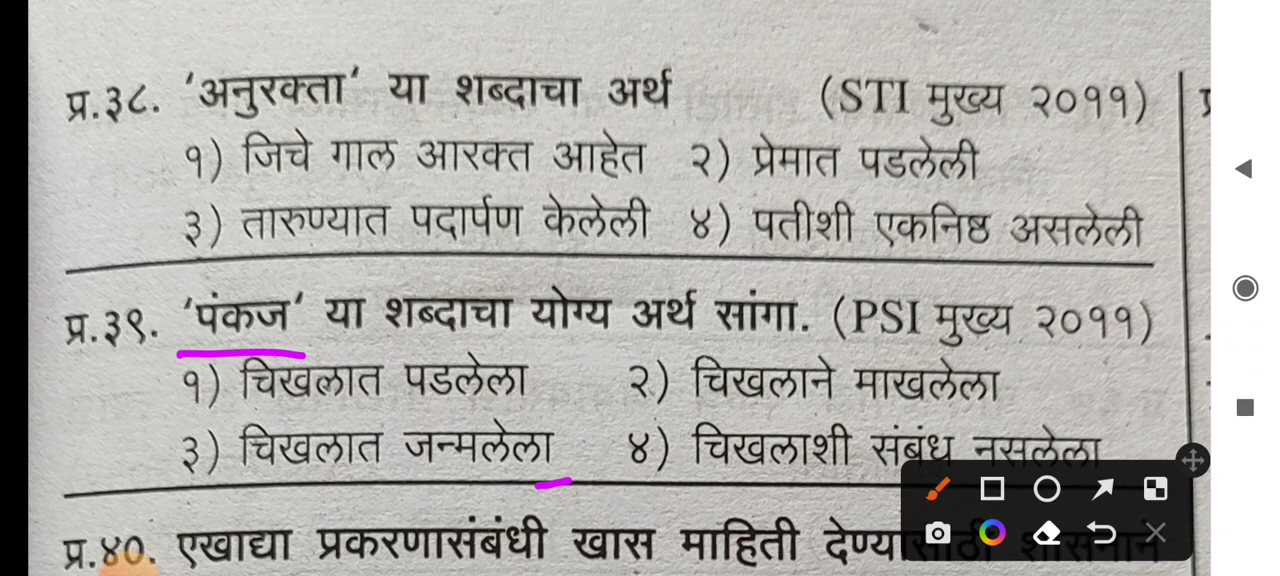 प्र.३८. 'अनुरक्ता' या शब्दाचा अर्थ (STI मुख्य २०११)
१) जिचे गाल आरक्त आहेत २) प्रेमात पडलेली
३) तारुण्यात पदार्पण केलेली ४) पतीशी एकनिष्ठ असलेली
प्र.३९. 'पंकज' या शब्दाचा योग्य अर्थ सांगा. (PSI मुख्य २०११)
१) चिखलात पडलेला २) चिखलाने माखलेला
३) चिखलात जन्मलेला ४) चिखलाशी संबंध नसलेला
प्र.४०. एखाद्या प्रकरणासंबंधी खास माहिती